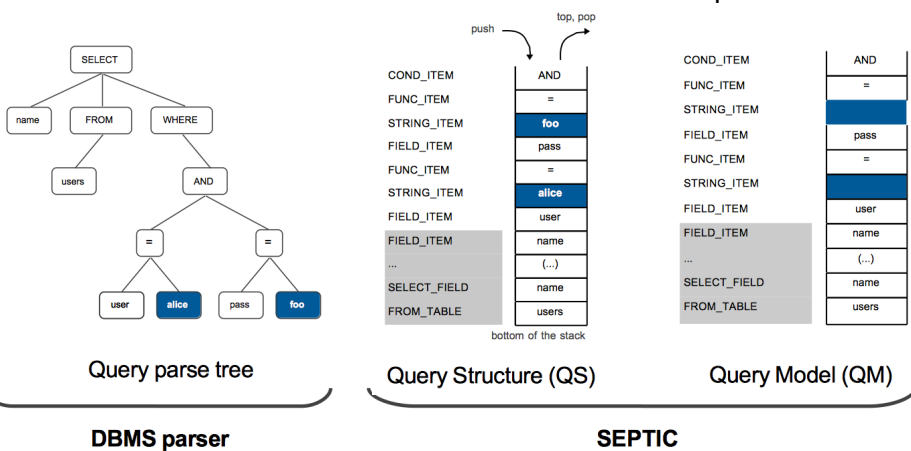 SELECT
name
FROM
WHERE
users
AND
=
=
user
alice
pass
foo
Query parse tree
DBMS parser
push
top, pop
COND_ITEM AND
FUNC_ITEM =
STRING_ITEM foo
FIELD_ITEM pass
FUNC_ITEM =
STRING_ITEM alice
FIELD_ITEM user
FIELD_ITEM name
... (...)
SELECT_FIELD name
FROM_TABLE users
bottom of the stack
Query Structure (QS)
COND_ITEM AND
FUNC_ITEM =
STRING_ITEM
FIELD_ITEM pass
FUNC_ITEM =
STRING_ITEM
FIELD_ITEM user
FIELD_ITEM name
... (...)
SELECT_FIELD name
FROM_TABLE users
Query Model (QM)
SEPTIC